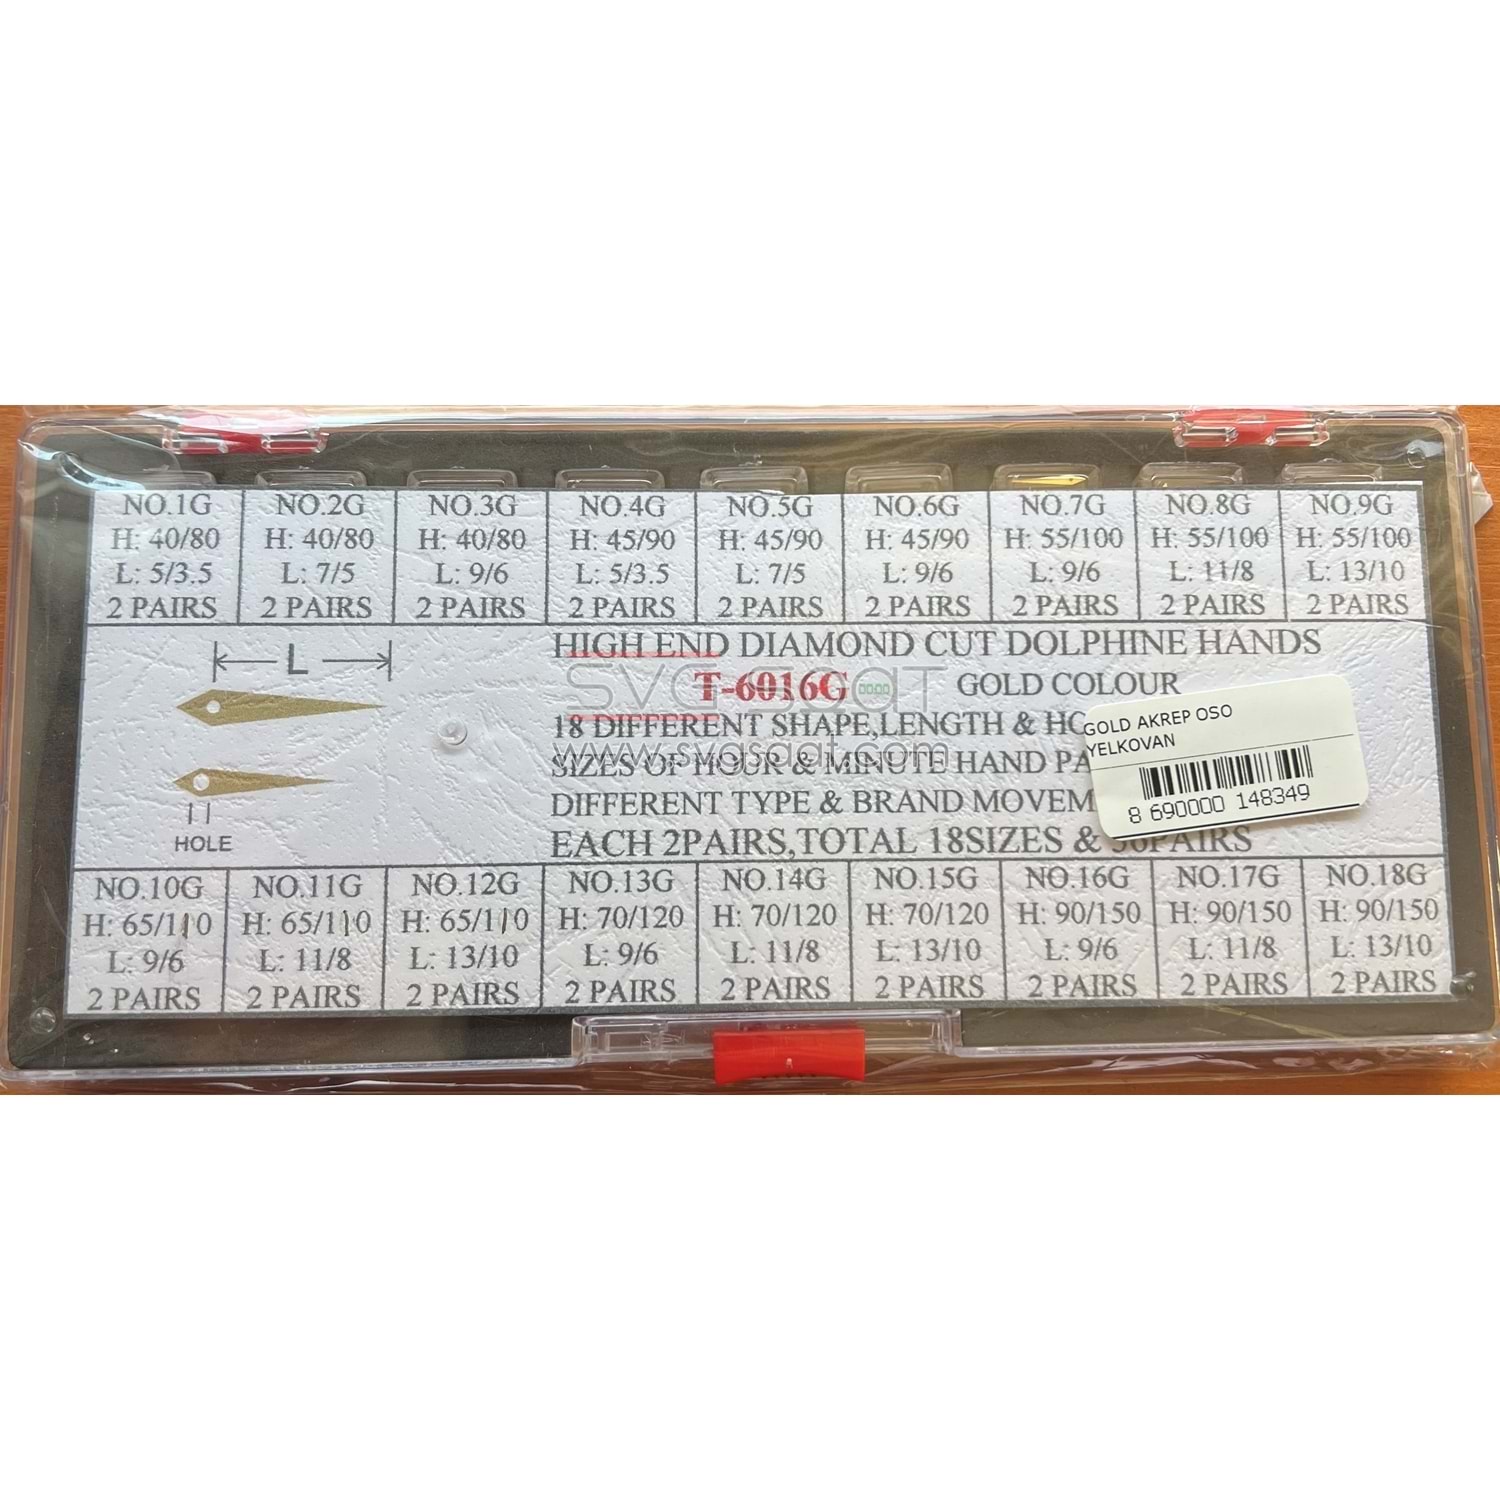 NO.1G NO.2G NO.3G NO.4G NO.5G NO.6G NO.7G NO.8G NO.9G
H: 40/80 H: 40/80 H: 40/80 H: 45/90 H: 45/90 H: 45/90 H: 55/100 H: 55/100 H: 55/100
L: 5/3.5 L: 7/5 L: 9/6 L: 5/3.5 L: 7/5 L: 9/6 L: 9/6 L: 11/8 L: 13/10
2 PAIRS 2 PAIRS 2 PAIRS 2 PAIRS 2 PAIRS 2 PAIRS 2 PAIRS 2 PAIRS 2 PAIRS
L
HOLE
HIGH END DIAMOND CUT DOLPHINE HANDS
T-6016G GOLD COLOUR
18 DIFFERENT SHAPE,LENGTH &
SIZES OF HOUR & MINUTE HAND
DIFFERENT TYPE & BRAND
EACH 2PAIRS,TOTAL 18SIZES & 36PAIRS
SVG SaaT
www.svgsaat.com
GOLD AKREP OSO
YELKOVAN
8 690000 148349
NO.10G NO.11G NO.12G NO.13G NO.14G NO.15G NO.16G NO.17G NO.18G
H: 65/110 H: 65/110 H: 65/110 H: 70/120 H: 70/120 H: 70/120 H: 90/150 H: 90/150 H: 90/150
L: 9/6 L: 11/8 L: 13/10 L: 9/6 L: 11/8 L: 13/10 L: 9/6 L: 11/8 L: 13/10
2 PAIRS 2 PAIRS 2 PAIRS 2 PAIRS 2 PAIRS 2 PAIRS 2 PAIRS 2 PAIRS 2 PAIRS